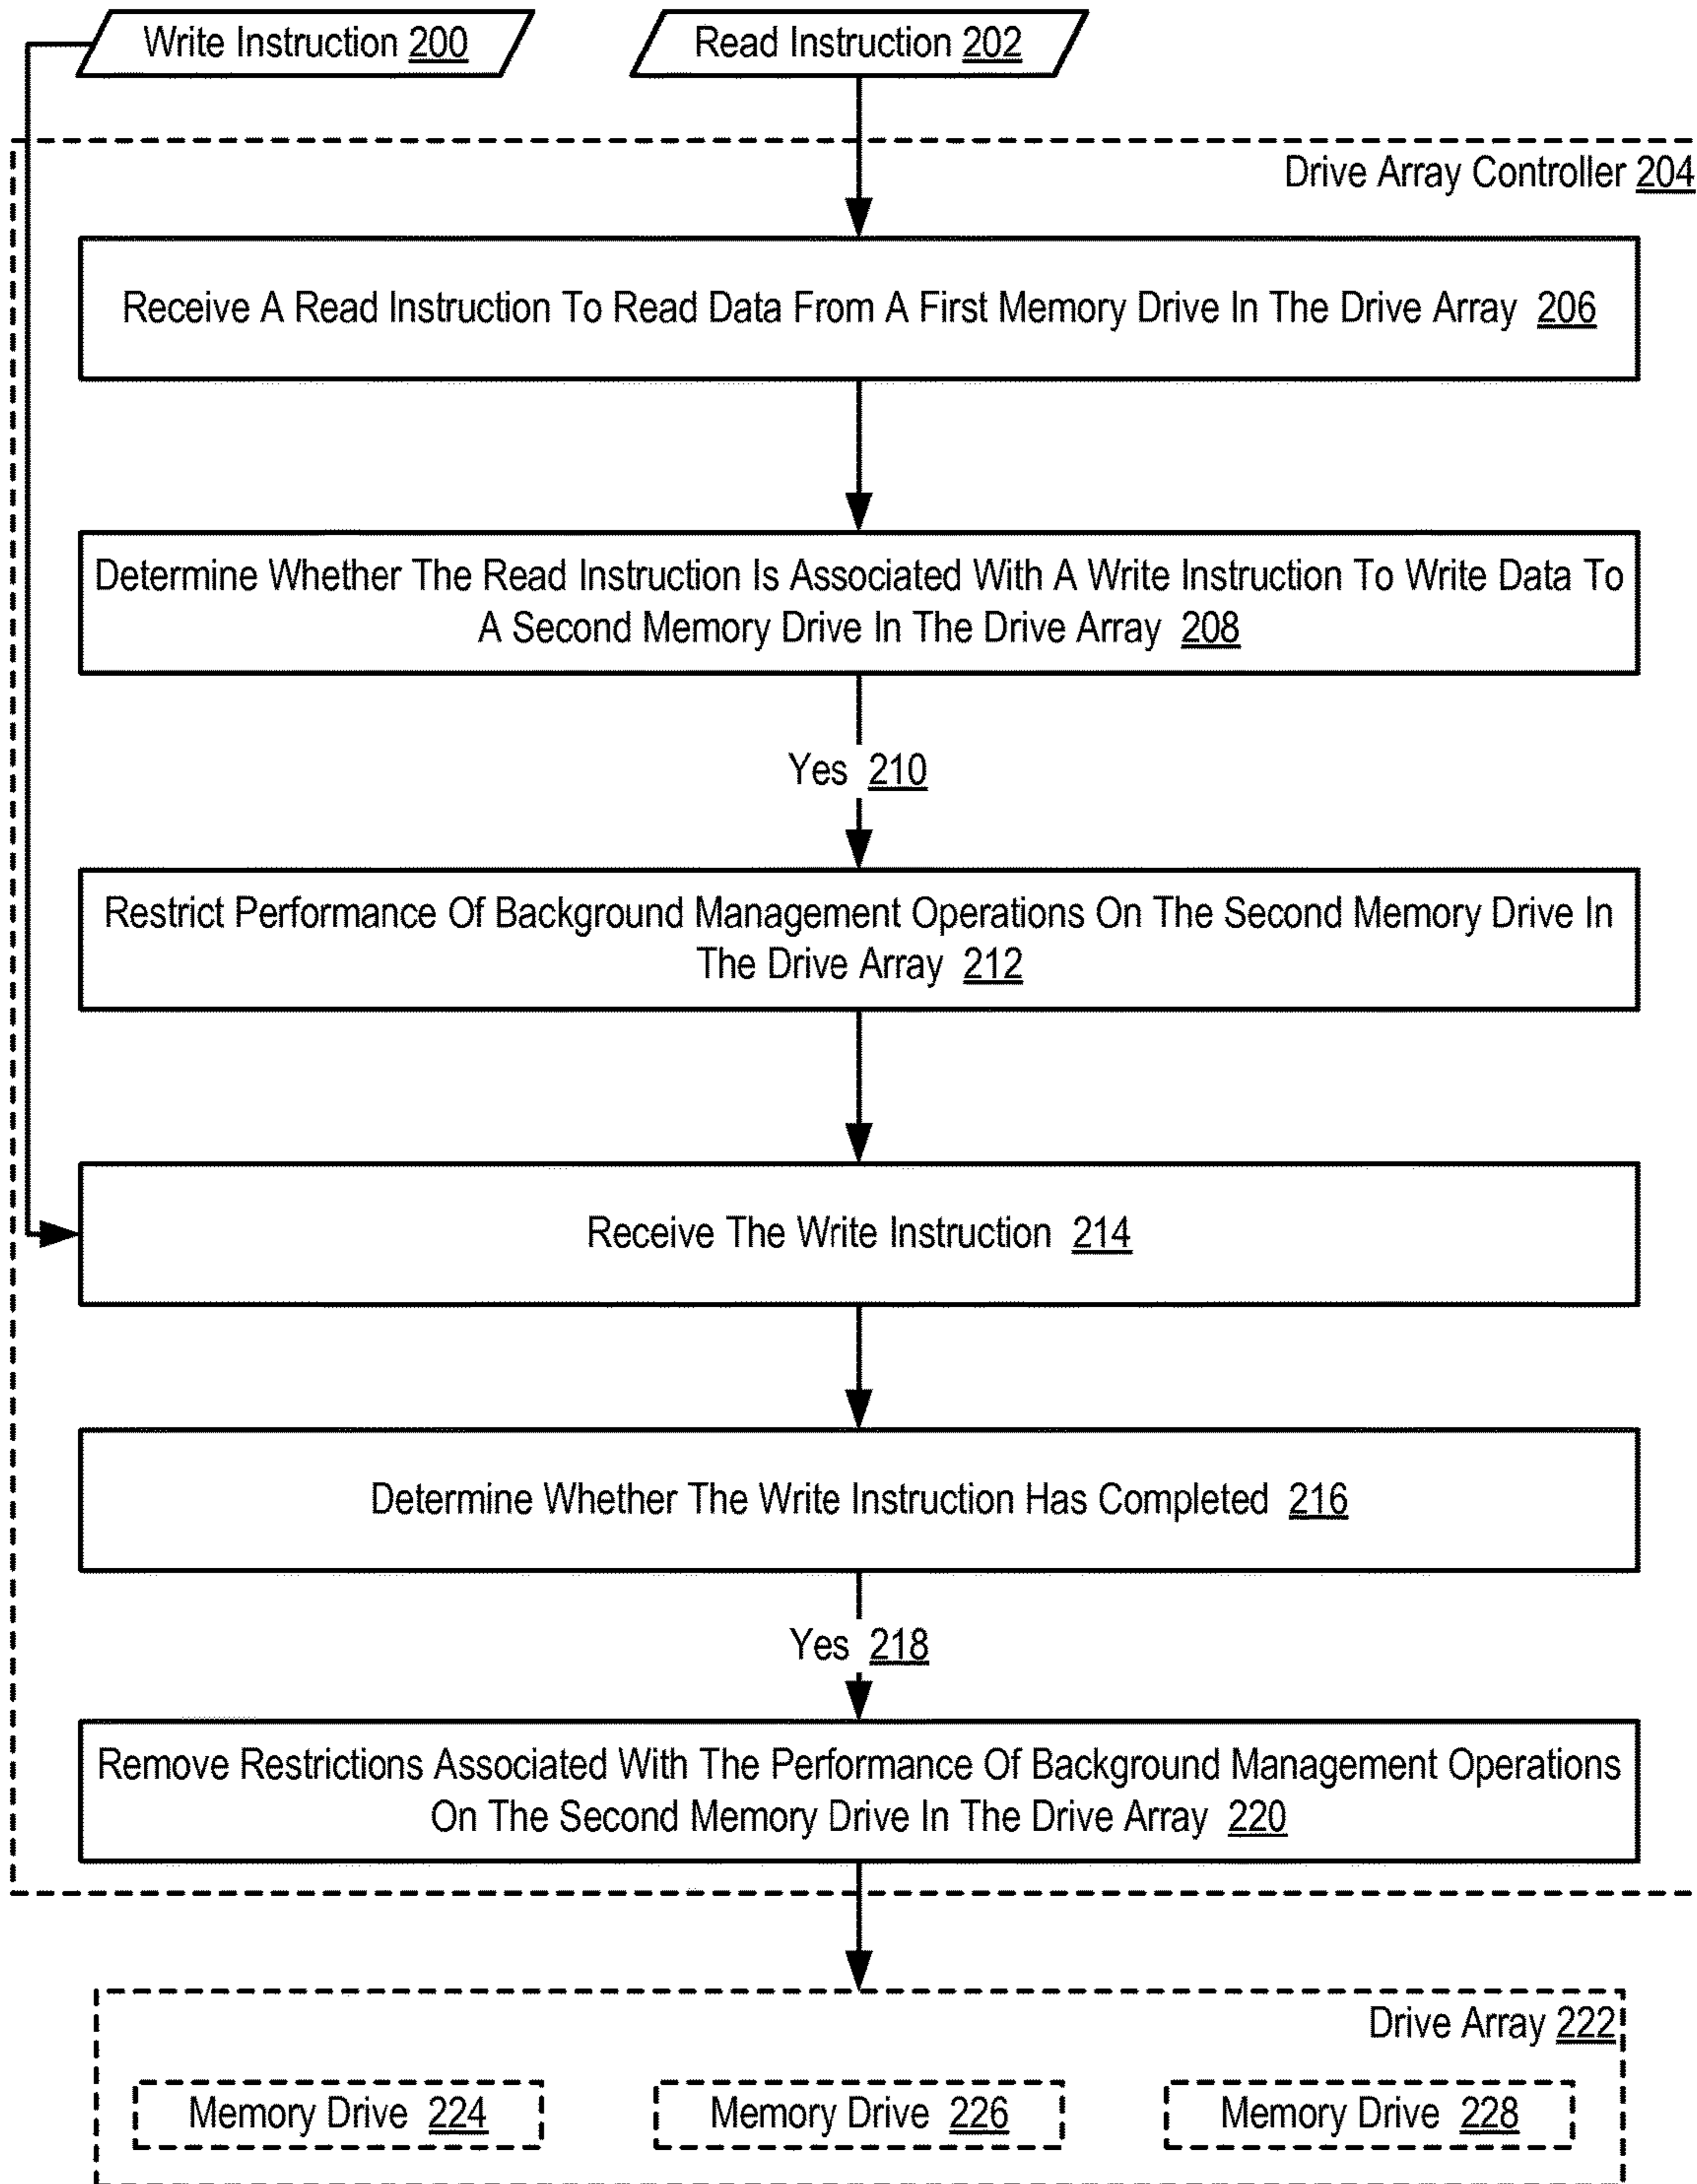 Write Instruction 200
Read Instruction 202
Drive Array Controller 204
Receive A Read Instruction To Read Data From A First Memory Drive In The Drive Array 206
Determine Whether The Read Instruction Is Associated With A Write Instruction To Write Data To
A Second Memory Drive In The Drive Array 208
Yes 210
Restrict Performance Of Background Management Operations On The Second Memory Drive In
The Drive Array 212
Receive The Write Instruction 214
Determine Whether The Write Instruction Has Completed 216
Yes 218
Remove Restrictions Associated With The Performance Of Background Management Operations
On The Second Memory Drive In The Drive Array 220
Drive Array 222
Memory Drive 224
Memory Drive 226
Memory Drive 228